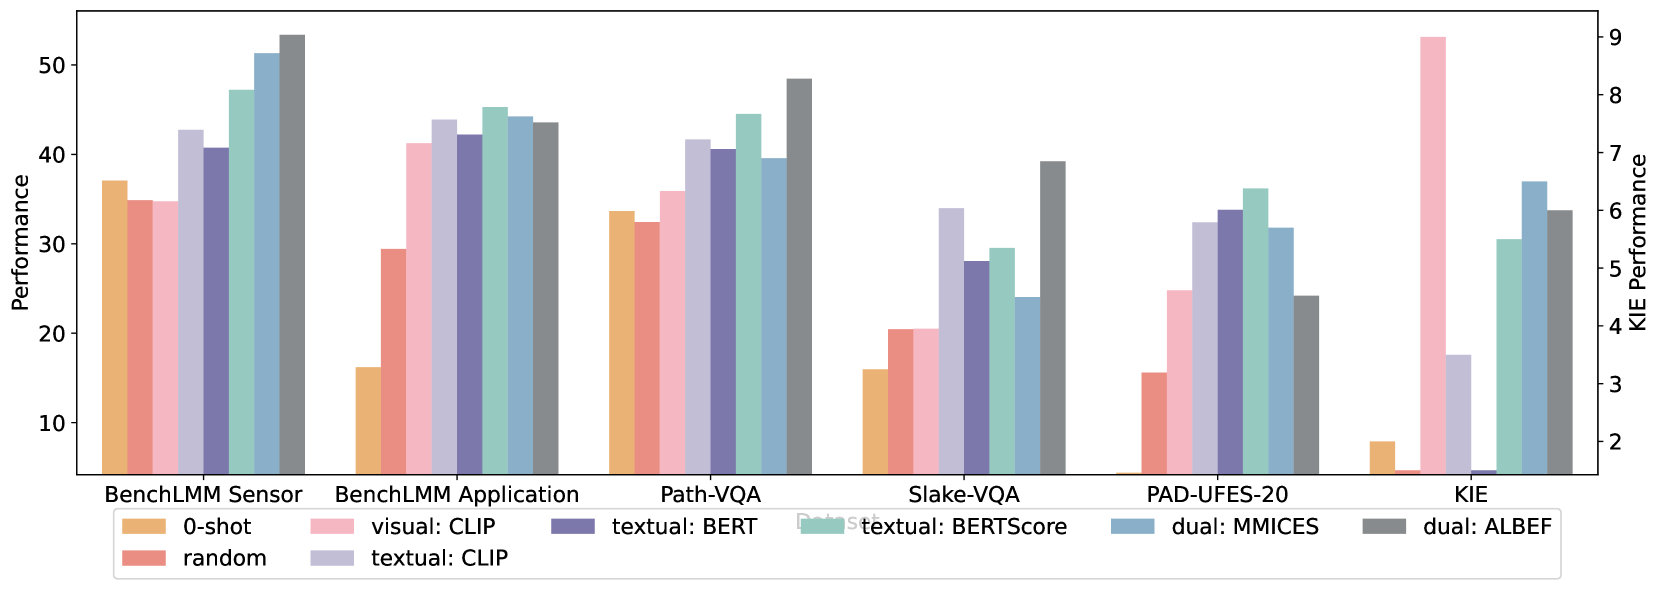 Performance
50
40
30
20
10
9
8
7
6
5
4
3
2
KIE Performance
BenchLMM Sensor
BenchLMM Application
Path-VQA
Slake-VQA
PAD-UFES-20
KIE
Dataset
0-shot
visual: CLIP
textual: BERT
textual: BERTScore
dual: MMICES
dual: ALBEF
random
textual: CLIP